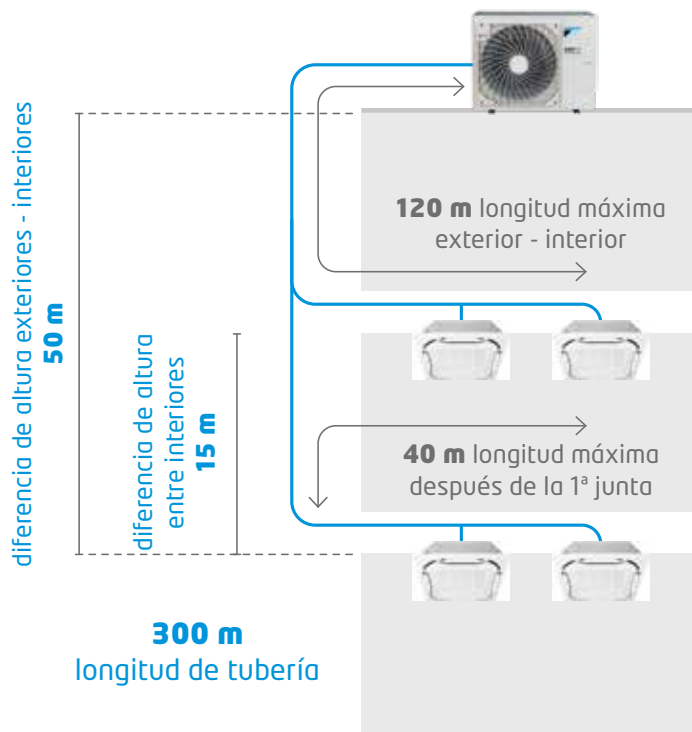 120 m longitud máxima
exterior - interior
diferencia de altura exteriores - interiores
50 m
diferencia de altura
entre interiores
15 m
40 m longitud máxima
después de la 1ª junta
300 m
longitud de tubería